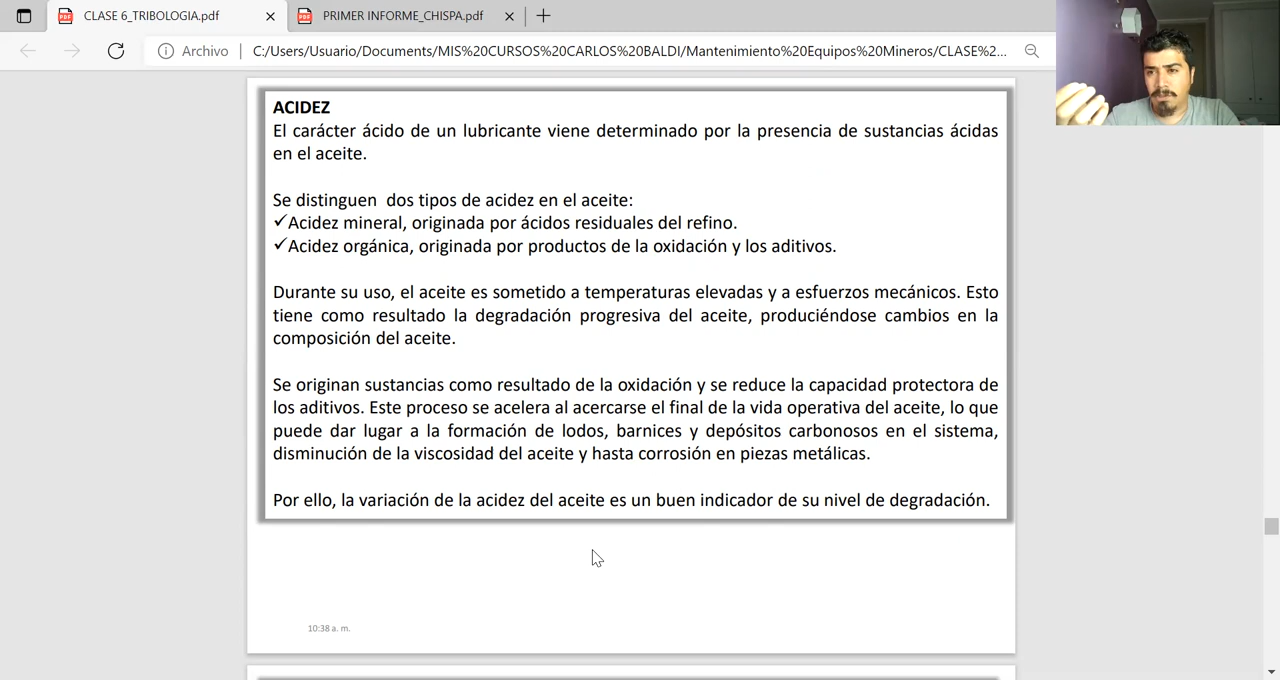 CLASE 6_TRIBOLOGIA.pdf
PRIMER INFORME_CHISPA.pdf
Archivo
C:/Users/Usuario/Documents/MIS%20CURSOS%20CARLOS%20BALDI/Mantenimiento%20Equipos%20Mineros/CLASE%2...
ACIDEZ
El carácter ácido de un lubricante viene determinado por la presencia de sustancias ácidas
en el aceite.
Se distinguen dos tipos de acidez en el aceite:
✓Acidez mineral, originada por ácidos residuales del refino.
✓Acidez orgánica, originada por productos de la oxidación y los aditivos.
Durante su uso, el aceite es sometido a temperaturas elevadas y a esfuerzos mecánicos. Esto
tiene como resultado la degradación progresiva del aceite, produciéndose cambios en la
composición del aceite.
Se originan sustancias como resultado de la oxidación y se reduce la capacidad protectora de
los aditivos. Este proceso se acelera al acercarse el final de la vida operativa del aceite, lo que
puede dar lugar a la formación de lodos, barnices y depósitos carbonosos en el sistema,
disminución de la viscosidad del aceite y hasta corrosión en piezas metálicas.
Por ello, la variación de la acidez del aceite es un buen indicador de su nivel de degradación.
10:38 a. m.